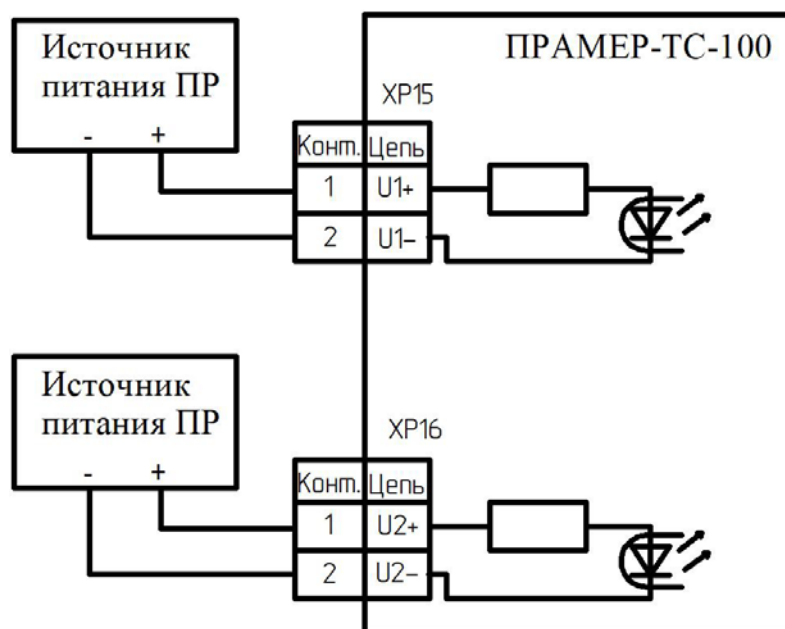 Источник
питания ПР
- +
ПРАМЕР-ТС-100
XP15
Конт. Цепь
1 U1+
2 U1-
Источник
питания ПР
- +
XP16
Конт. Цепь
1 U2+
2 U2-